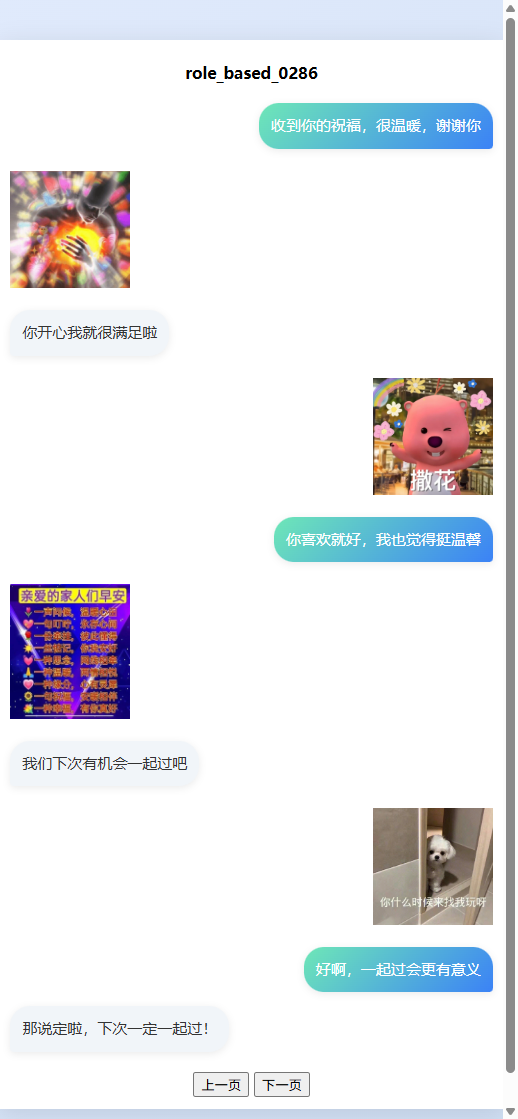 role_based_0286
收到你的祝福，很温暖，谢谢你
你开心我就很满足啦
撒花
你喜欢就好，我也觉得挺温馨
亲爱的家人们早安
我们下次有机会一起过吧
你什么时候来找我玩呀
好啊，一起过会更有意义
那说定啦，下次一定一起过！
上一页 下一页